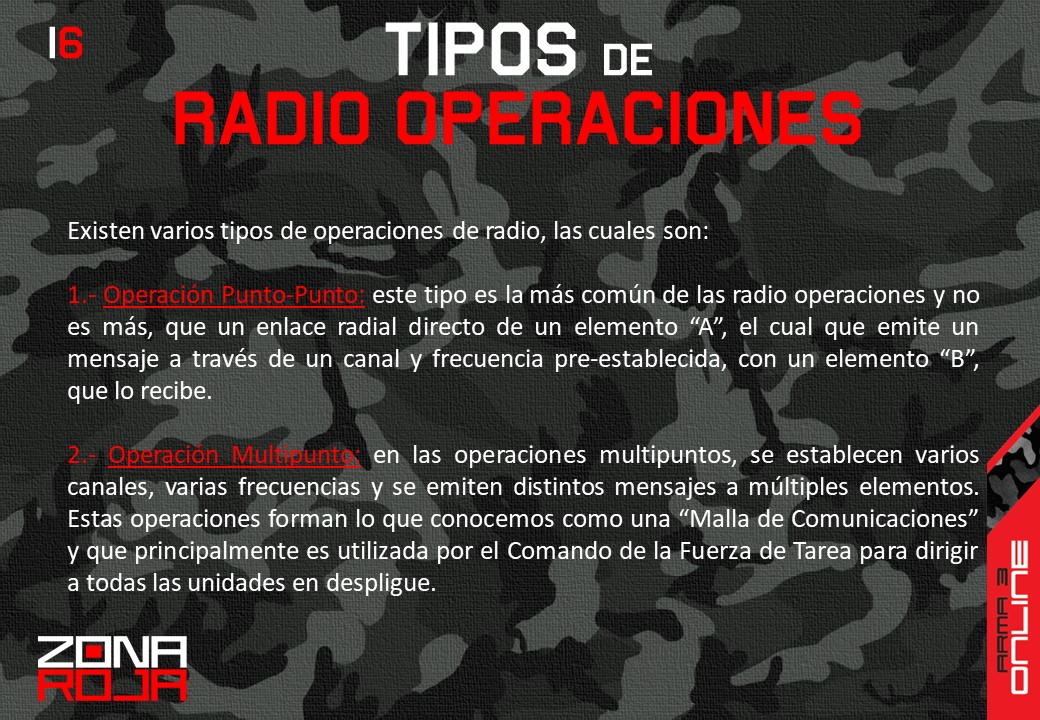 16
TIPOS DE
RADIO OPERACIONES
Existen varios tipos de operaciones de radio, las cuales son:
1.- Operación Punto-Punto: este tipo es la más común de las radio operaciones y no
es más, que un enlace radial directo de un elemento “A”, el cual que emite un
mensaje a través de un canal y frecuencia pre-establecida, con un elemento “B”,
que lo recibe.
2.- Operación Multipunto: en las operaciones multipuntos, se establecen varios
canales, varias frecuencias y se emiten distintos mensajes a múltiples elementos.
Estas operaciones forman lo que conocemos como una “Malla de Comunicaciones”
y que principalmente es utilizada por el Comando de la Fuerza de Tarea para dirigir
a todas las unidades en despligue.
ZONA
ROJA
ARMA 3
ONLINE